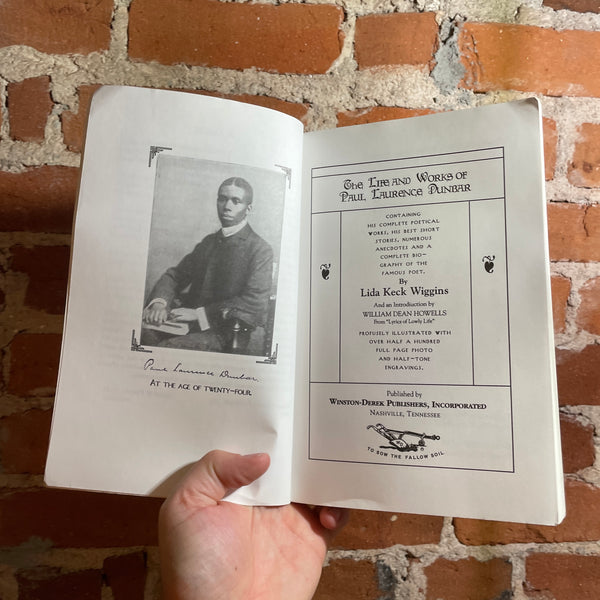 Paul Laurence Dunbar.
AT THE AGE OF TWENTY-FOUR.
The Life and Works of
Paul Laurence Dunbar
CONTAINING
HIS COMPLETE POETICAL
WORKS, HIS BEST SHORT
STORIES, NUMEROUS
ANECDOTES AND A
COMPLETE BIO-
GRAPHY OF THE
FAMOUS POET.
By
Lida Keck Wiggins
And an Introduction by
WILLIAM DEAN HOWELLS
From "Lyrics of Lowly Life"
PROFUSELY ILLUSTRATED WITH
OVER HALF A HUNDRED
FULL PAGE PHOTO
AND HALF-TONE
ENGRAVINGS.
Published by
WINSTON-DEREK PUBLISHERS, INCORPORATED
NASHVILLE, TENNESSEE
TO SOW THE FALLOW SOIL